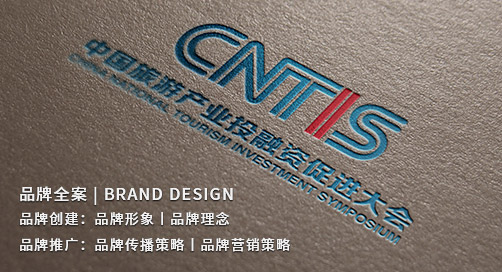 CNTIS
中国旅游产业投融资促进大会
CHINA NATIONAL TOURISM INVESTMENT SYMPOSIUM
品牌全案 | BRAND DESIGN
品牌创建：品牌形象丨品牌理念
品牌推广：品牌传播策略丨品牌营销策略